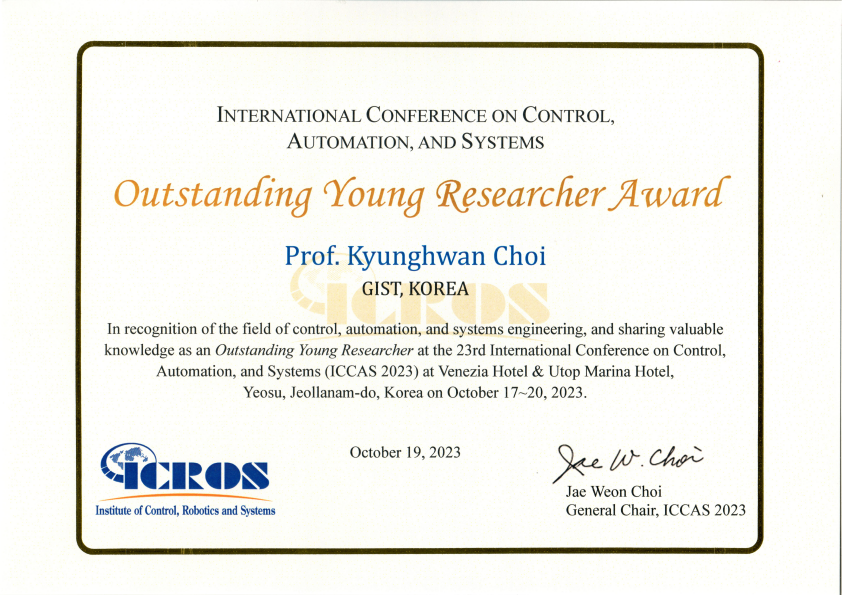 INTERNATIONAL CONFERENCE ON CONTROL,
AUTOMATION, AND SYSTEMS
Outstanding Young Researcher Award
Prof. Kyunghwan Choi
GIST, KOREA
ICROS
In recognition of the field of control, automation, and systems engineering, and sharing valuable
knowledge as an Outstanding Young Researcher at the 23rd International Conference on Control,
Automation, and Systems (ICCAS 2023) at Venezia Hotel & Utop Marina Hotel,
Yeosu, Jeollanam-do, Korea on October 17~20, 2023.
October 19, 2023
ICROS
Institute of Control, Robotics and Systems
Jae W. Choi
Jae Weon Choi
General Chair, ICCAS 2023